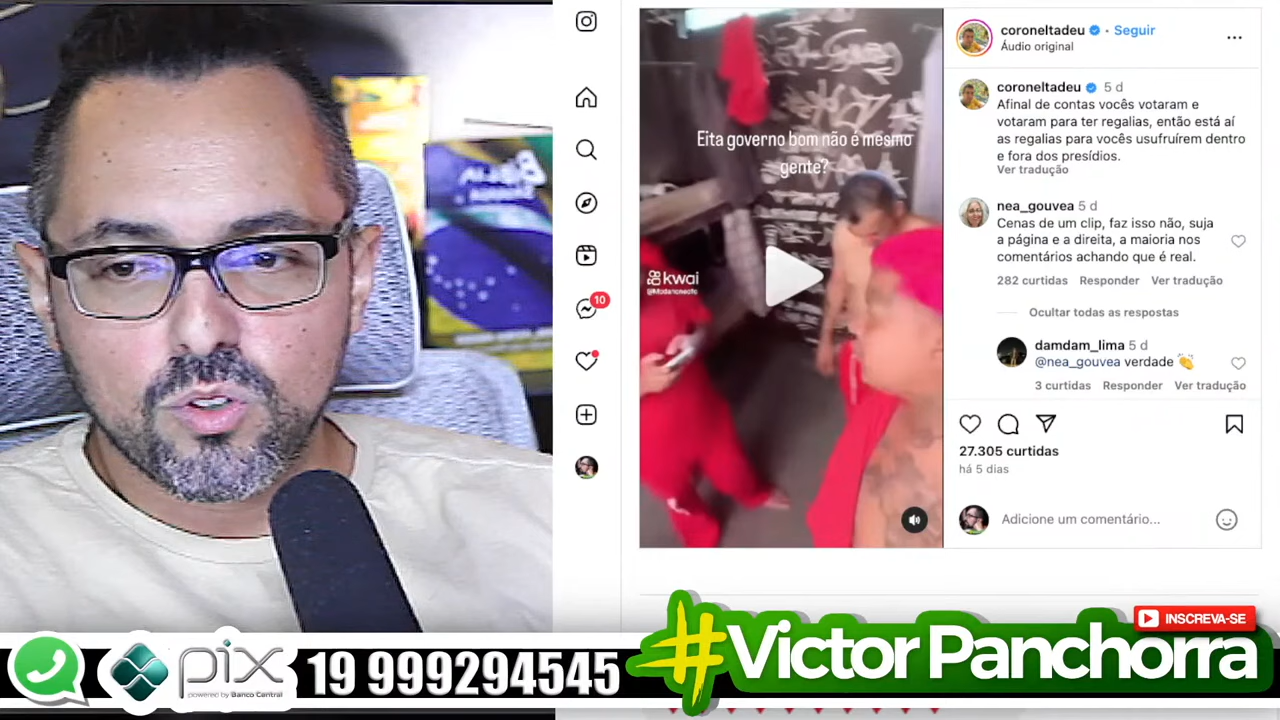 coroneltadeu • Seguir
Áudio original
coroneltadeu 5 d
Afinal de contas vocês votaram e
votaram para ter regalias, então está aí
as regalias para vocês usufruírem dentro
e fora dos presídios.
Ver tradução
nea_gouvea 5 d
Cenas de um clip, faz isso não, suja
a página e a direita, a maioria nos
comentários achando que é real.
282 curtidas Responder Ver tradução
Ocultar todas as respostas
damdam_lima 5 d
@nea_gouvea verdade 👏
3 curtidas Responder Ver tradução
27.305 curtidas
há 5 dias
Adicione um comentário...
Eita governo bom não é mesmo
gente?
kwai
10
INSCREVA-SE
#Victor Panchorra
pix
powered by Banco Central
19 999294545